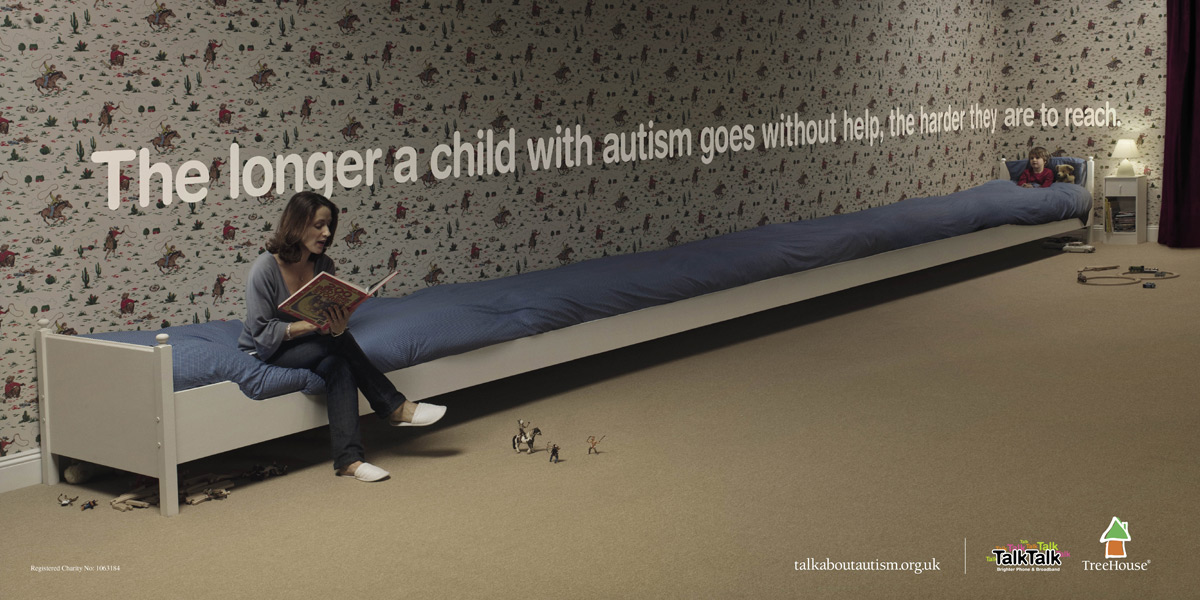 The longer a child with autism goes without help, the harder they are to reach.
Registered Charity No: 1063184
talkaboutautism.org.uk
TalkTalk
Brighter Phone & Broadband
TreeHouse